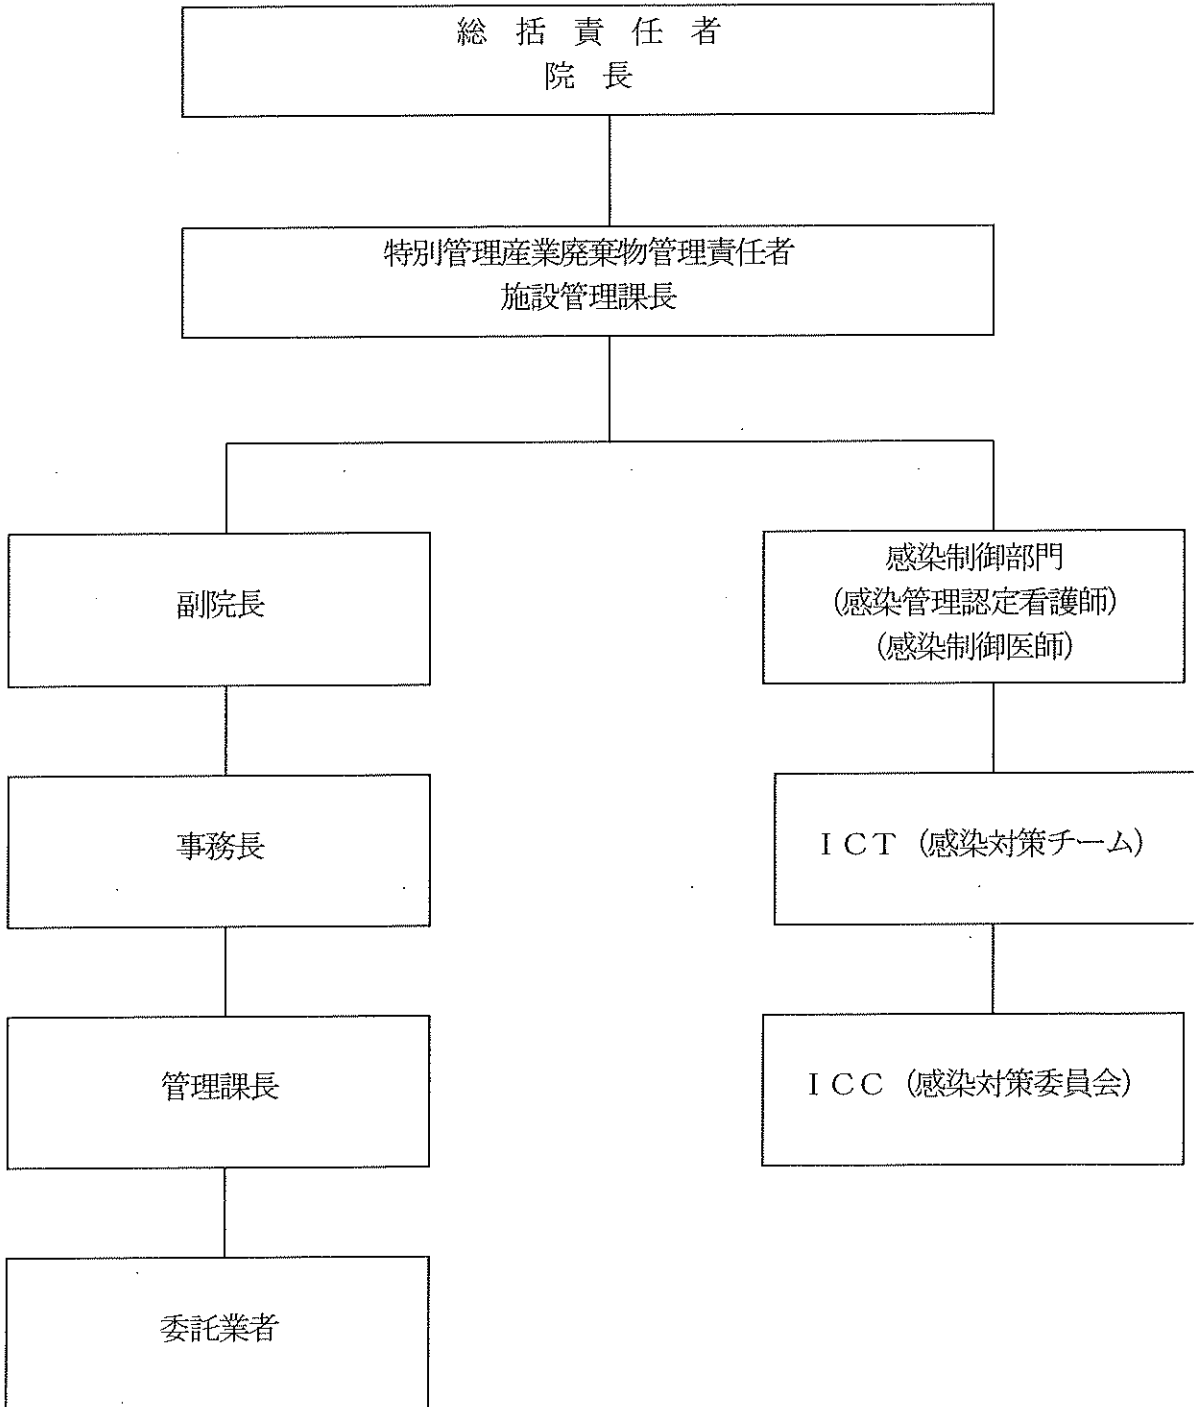 総括責任者
院長
特別管理産業廃棄物管理責任者
施設管理課長
副院長
感染制御部門
(感染管理認定看護師)
(感染制御医師)
事務長
ICT (感染対策チーム)
管理課長
ICC (感染対策委員会)
委託業者